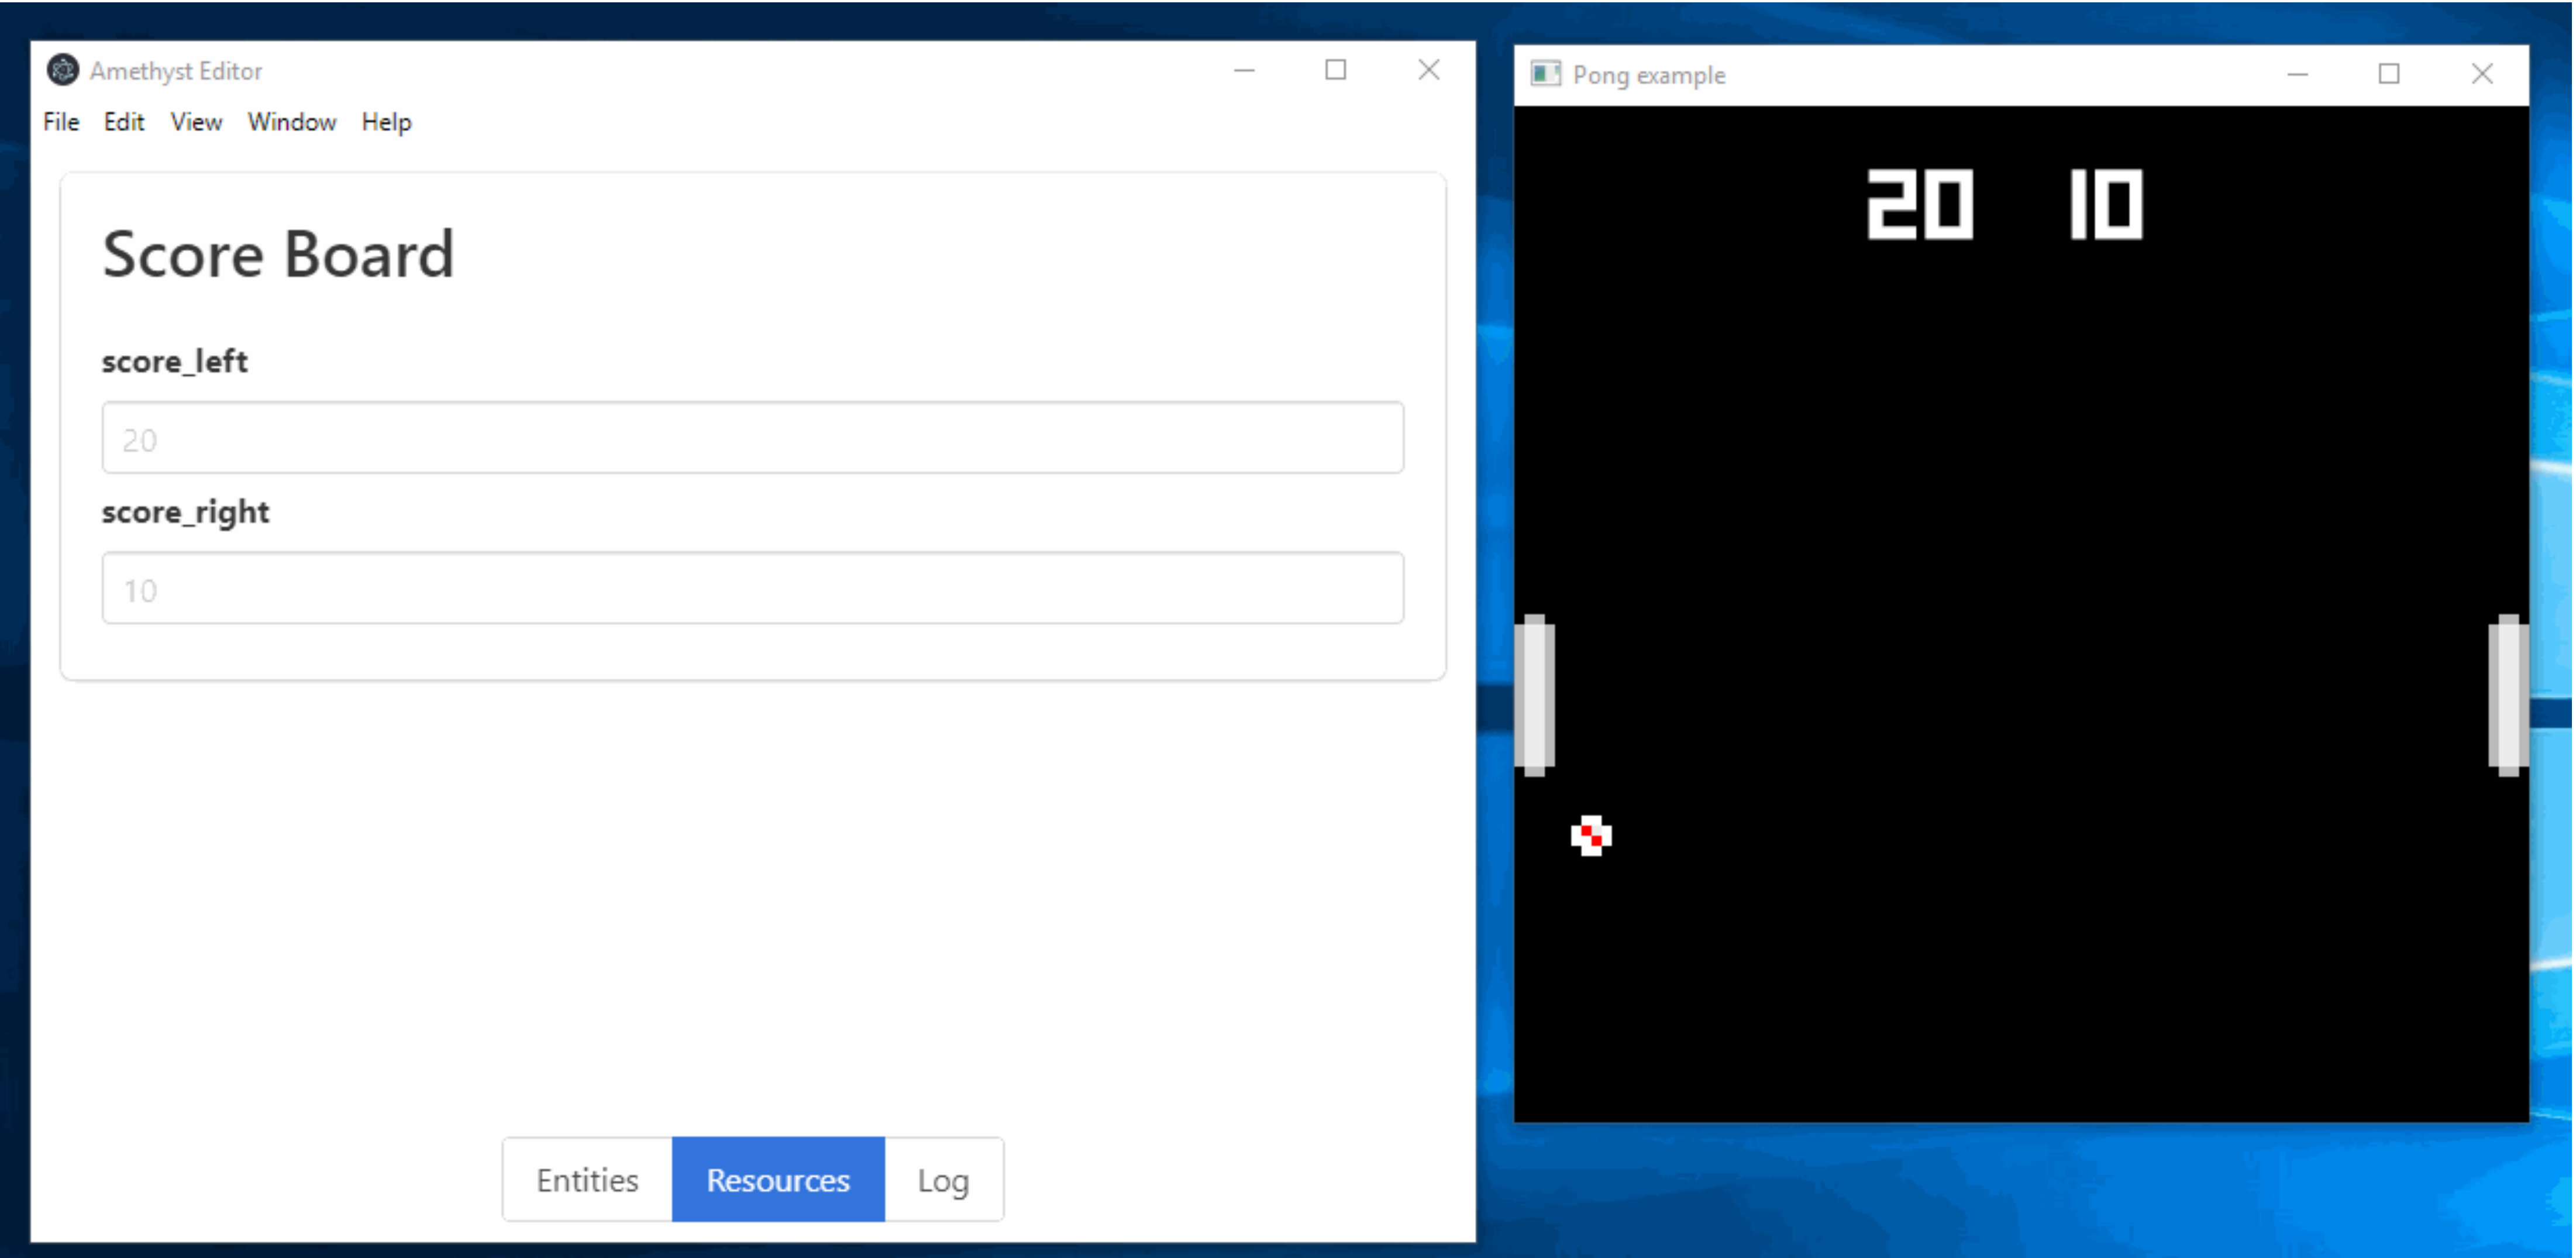 Amethyst Editor
File Edit View Window Help
Score Board
score_left
20
score_right
10
Entities Resources Log
Pong example
20 10